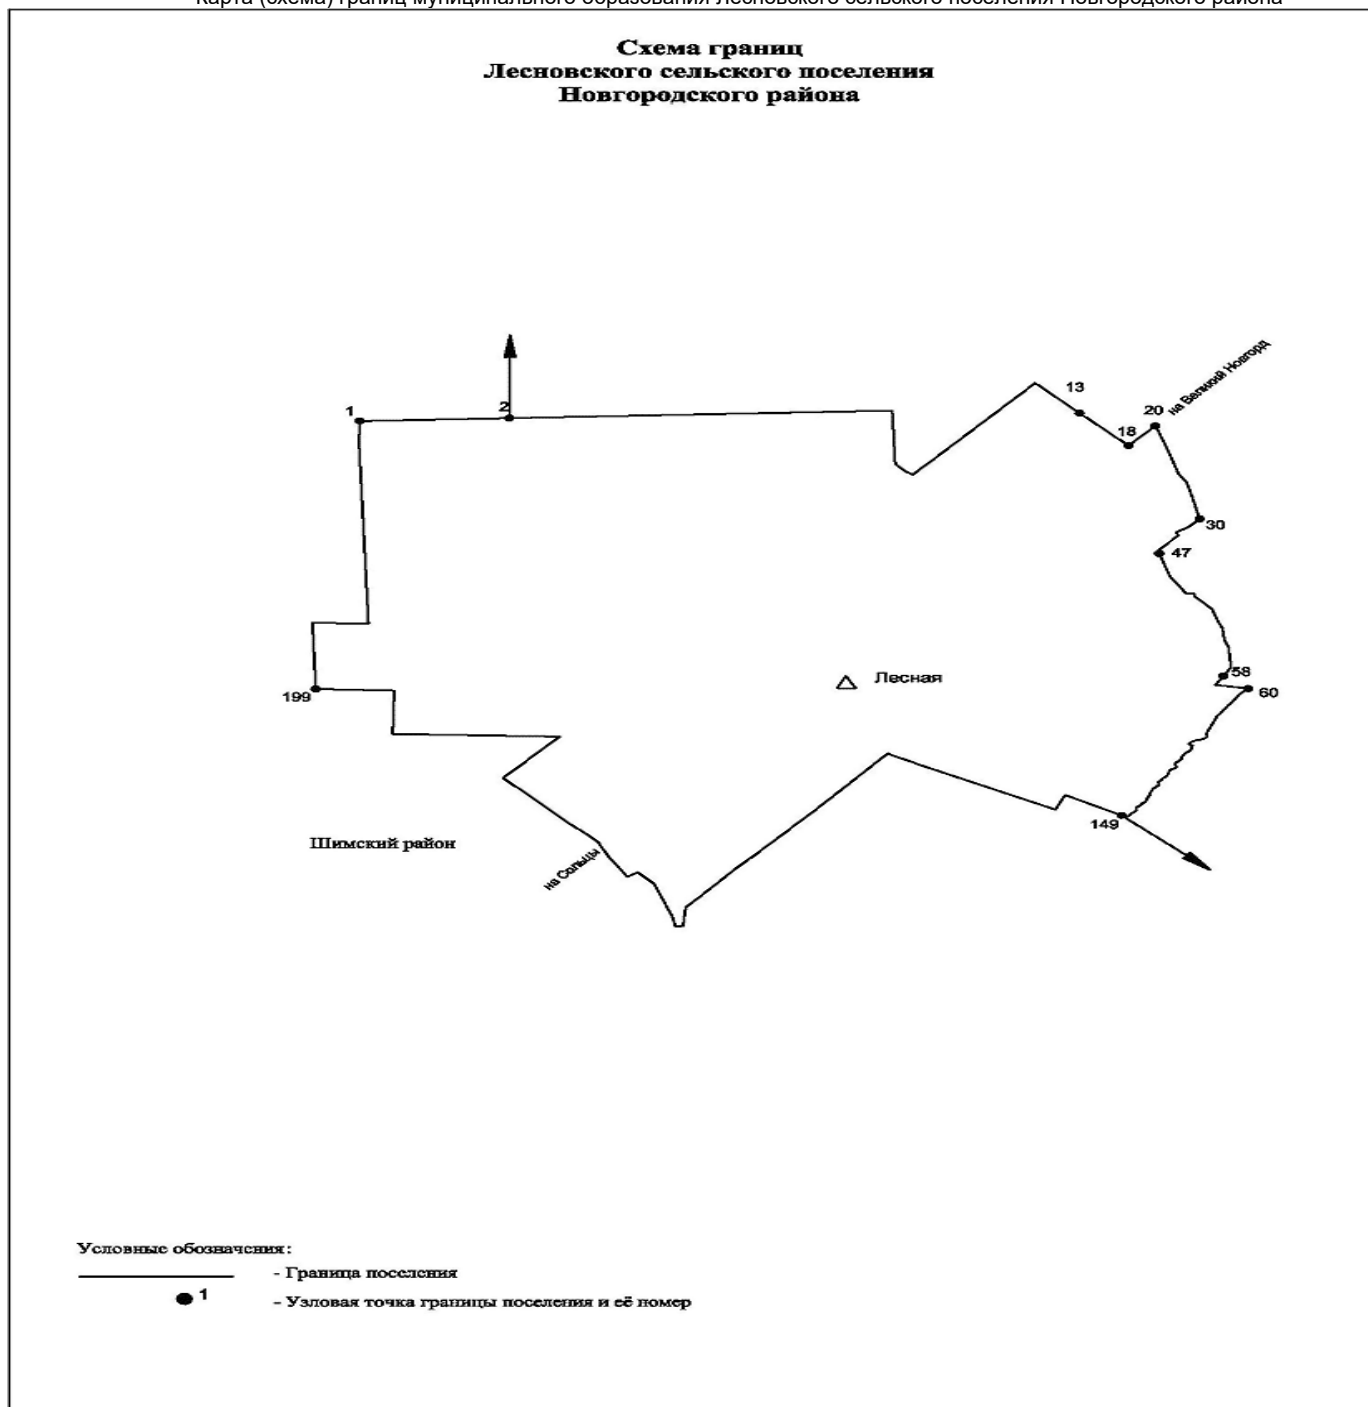 Карта (схема) границ муниципального образования Лесновского сельского поселения Новгородского района
Схема границ
Лесновского сельского поселения
Новгородского района
1
2
13
18
20
на Великий Новгорд
30
47
58
60
Лесная
199
149
Шимский район
на Сольцы
Условные обозначения:
- Граница поселения
1
- Узловая точка границы поселения и её номер